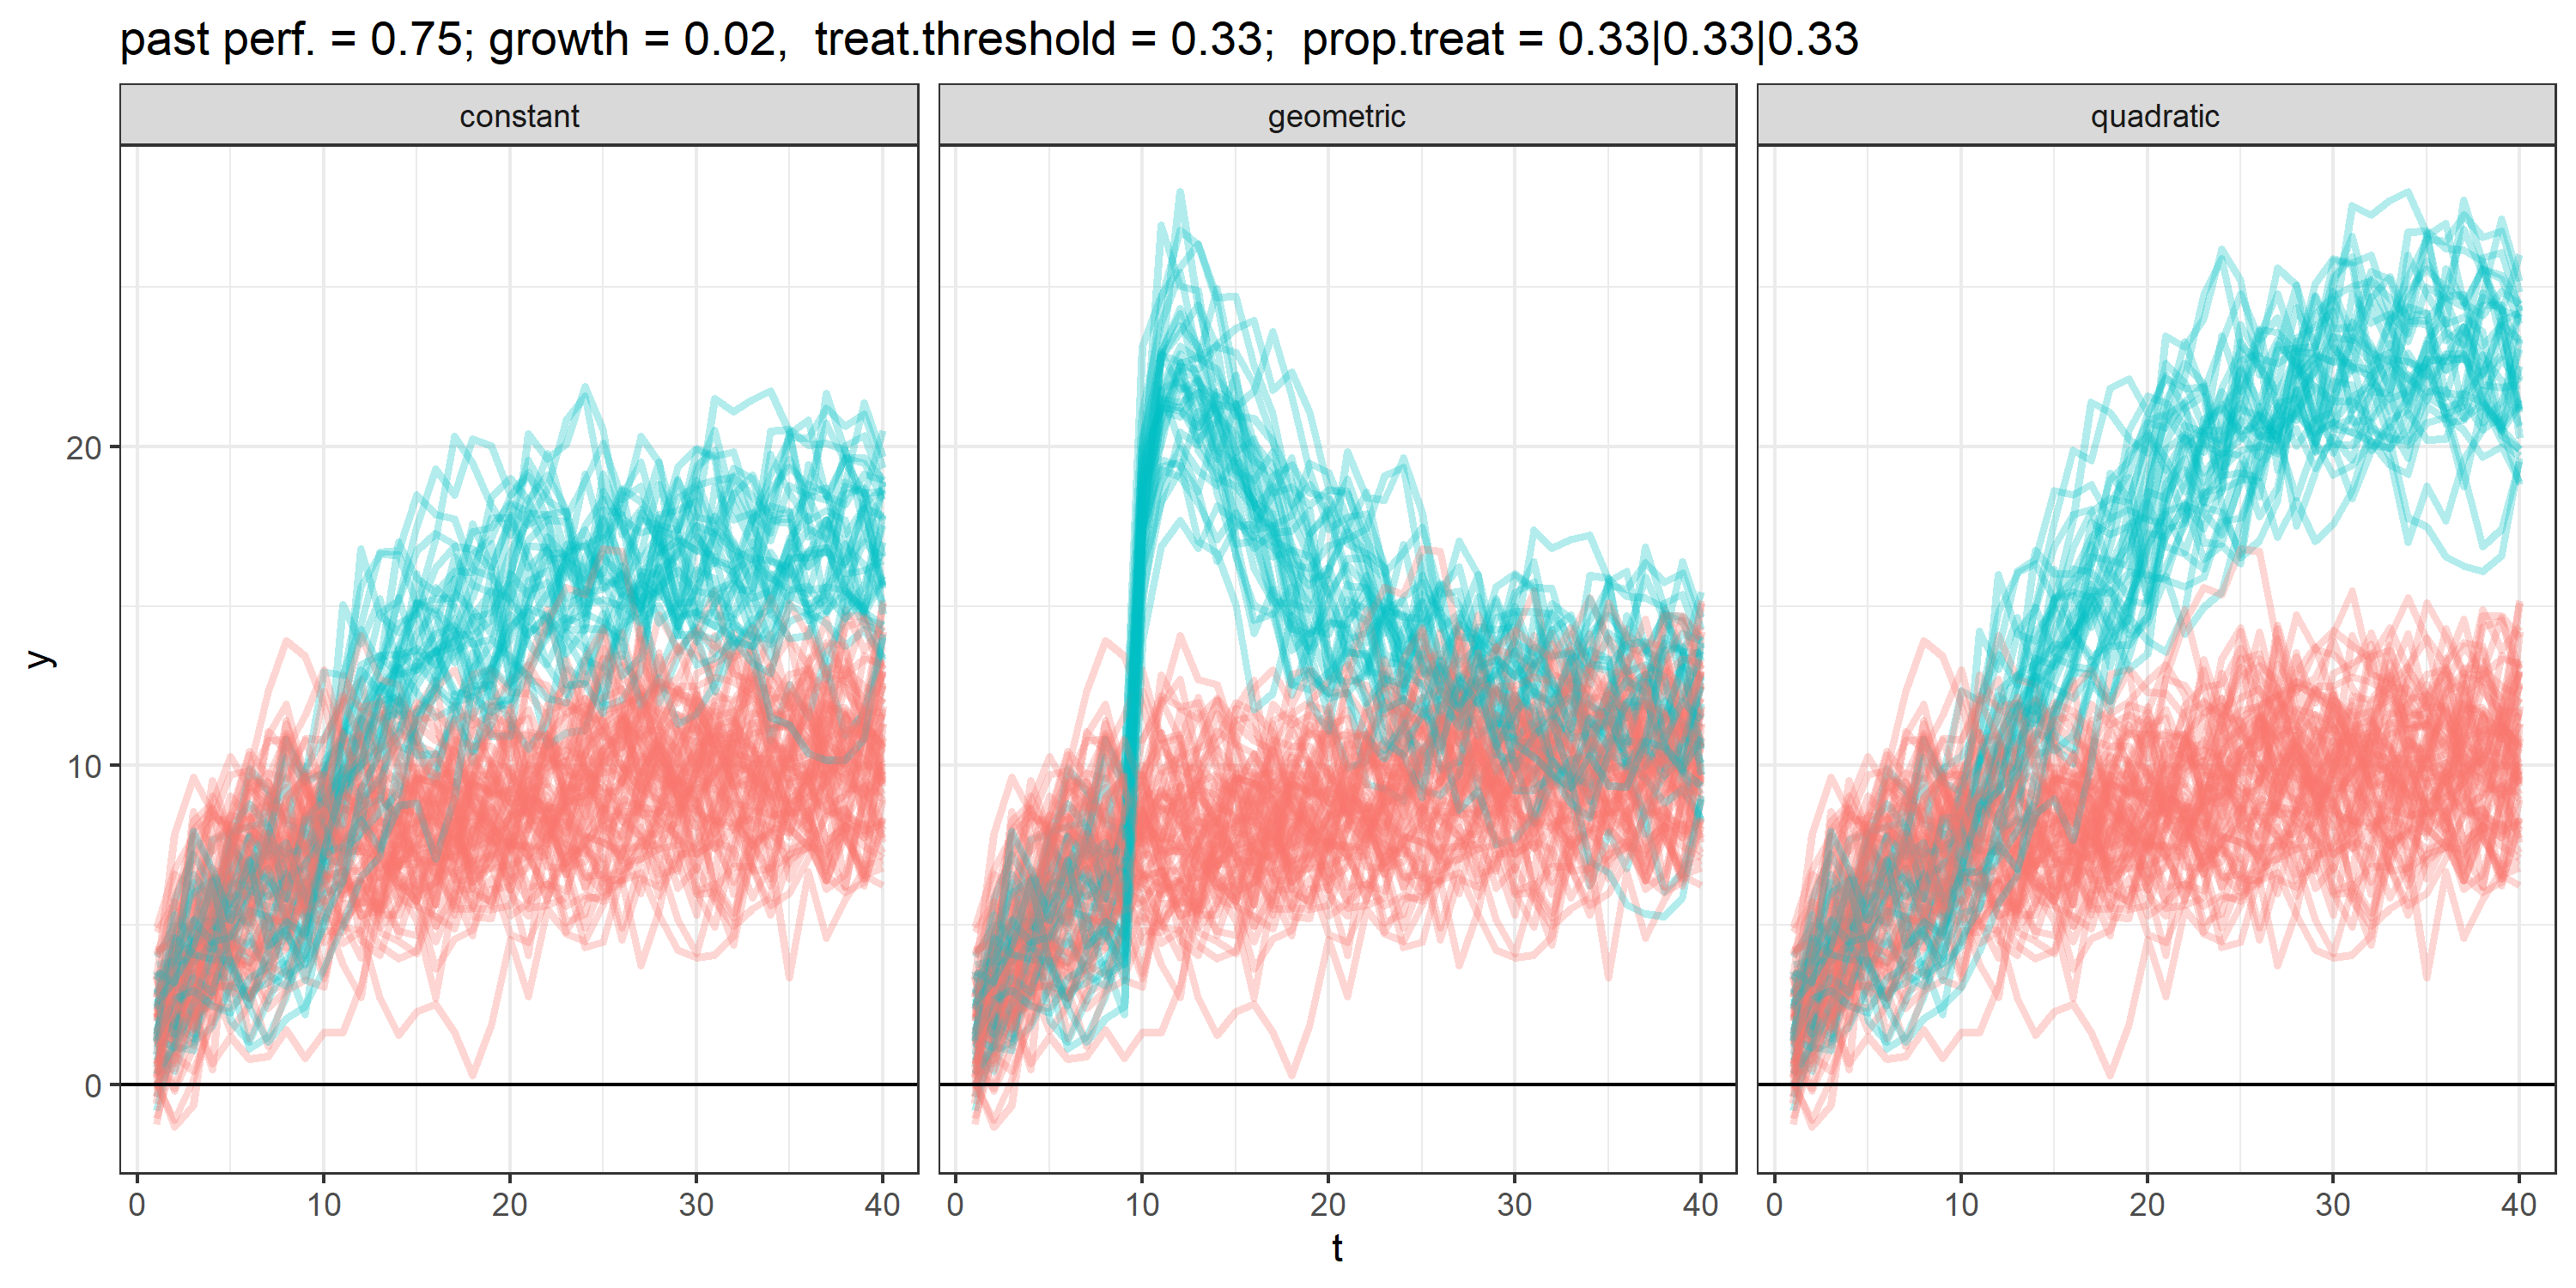 past perf. = 0.75; growth = 0.02,  treat.threshold = 0.33;  prop.treat = 0.33|0.33|0.33
constant geometric quadratic
20
10
0
y
0 10 20 30 40 0 10 20 30 40 0 10 20 30 40
t